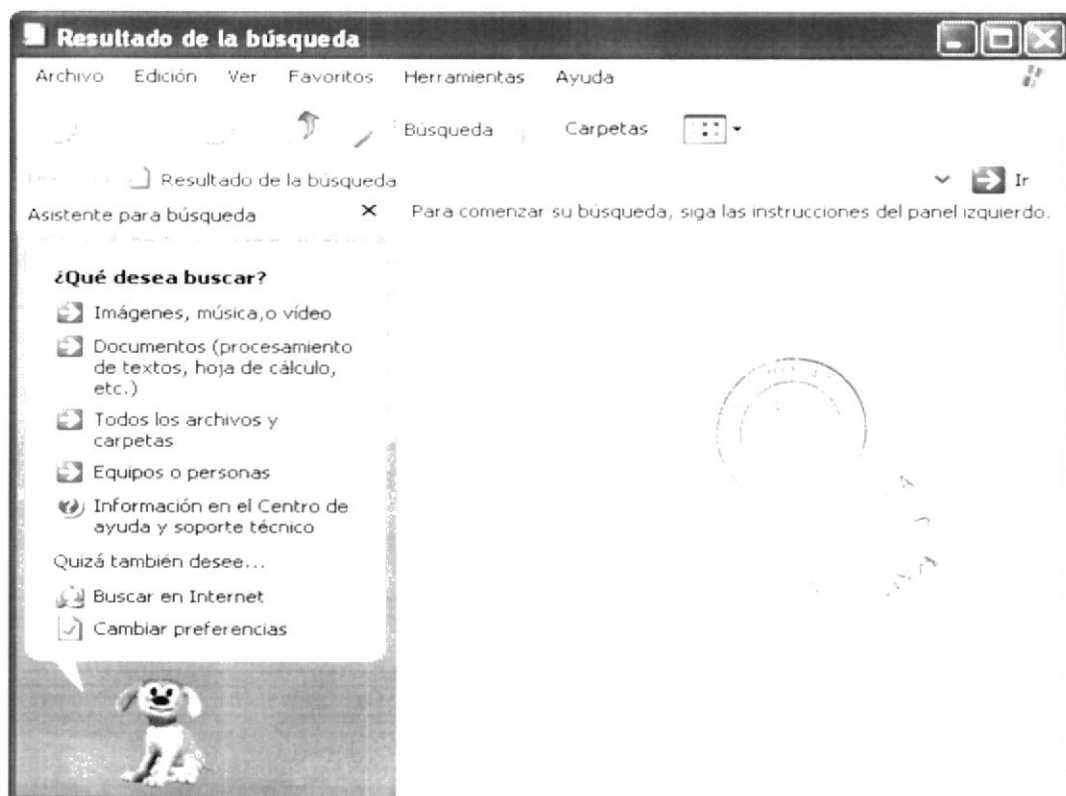 Resultado de la búsqueda
Archivo Edición Ver Favoritos Herramientas Ayuda
Búsqueda Carpetas
Resultado de la búsqueda Ir
Asistente para búsqueda
Para comenzar su búsqueda, siga las instrucciones del panel izquierdo.
¿Qué desea buscar?
Imágenes, música,o vídeo
Documentos (procesamiento
de textos, hoja de cálculo,
etc.)
Todos los archivos y
carpetas
Equipos o personas
Información en el Centro de
ayuda y soporte técnico
Quizá también desee...
Buscar en Internet
Cambiar preferencias